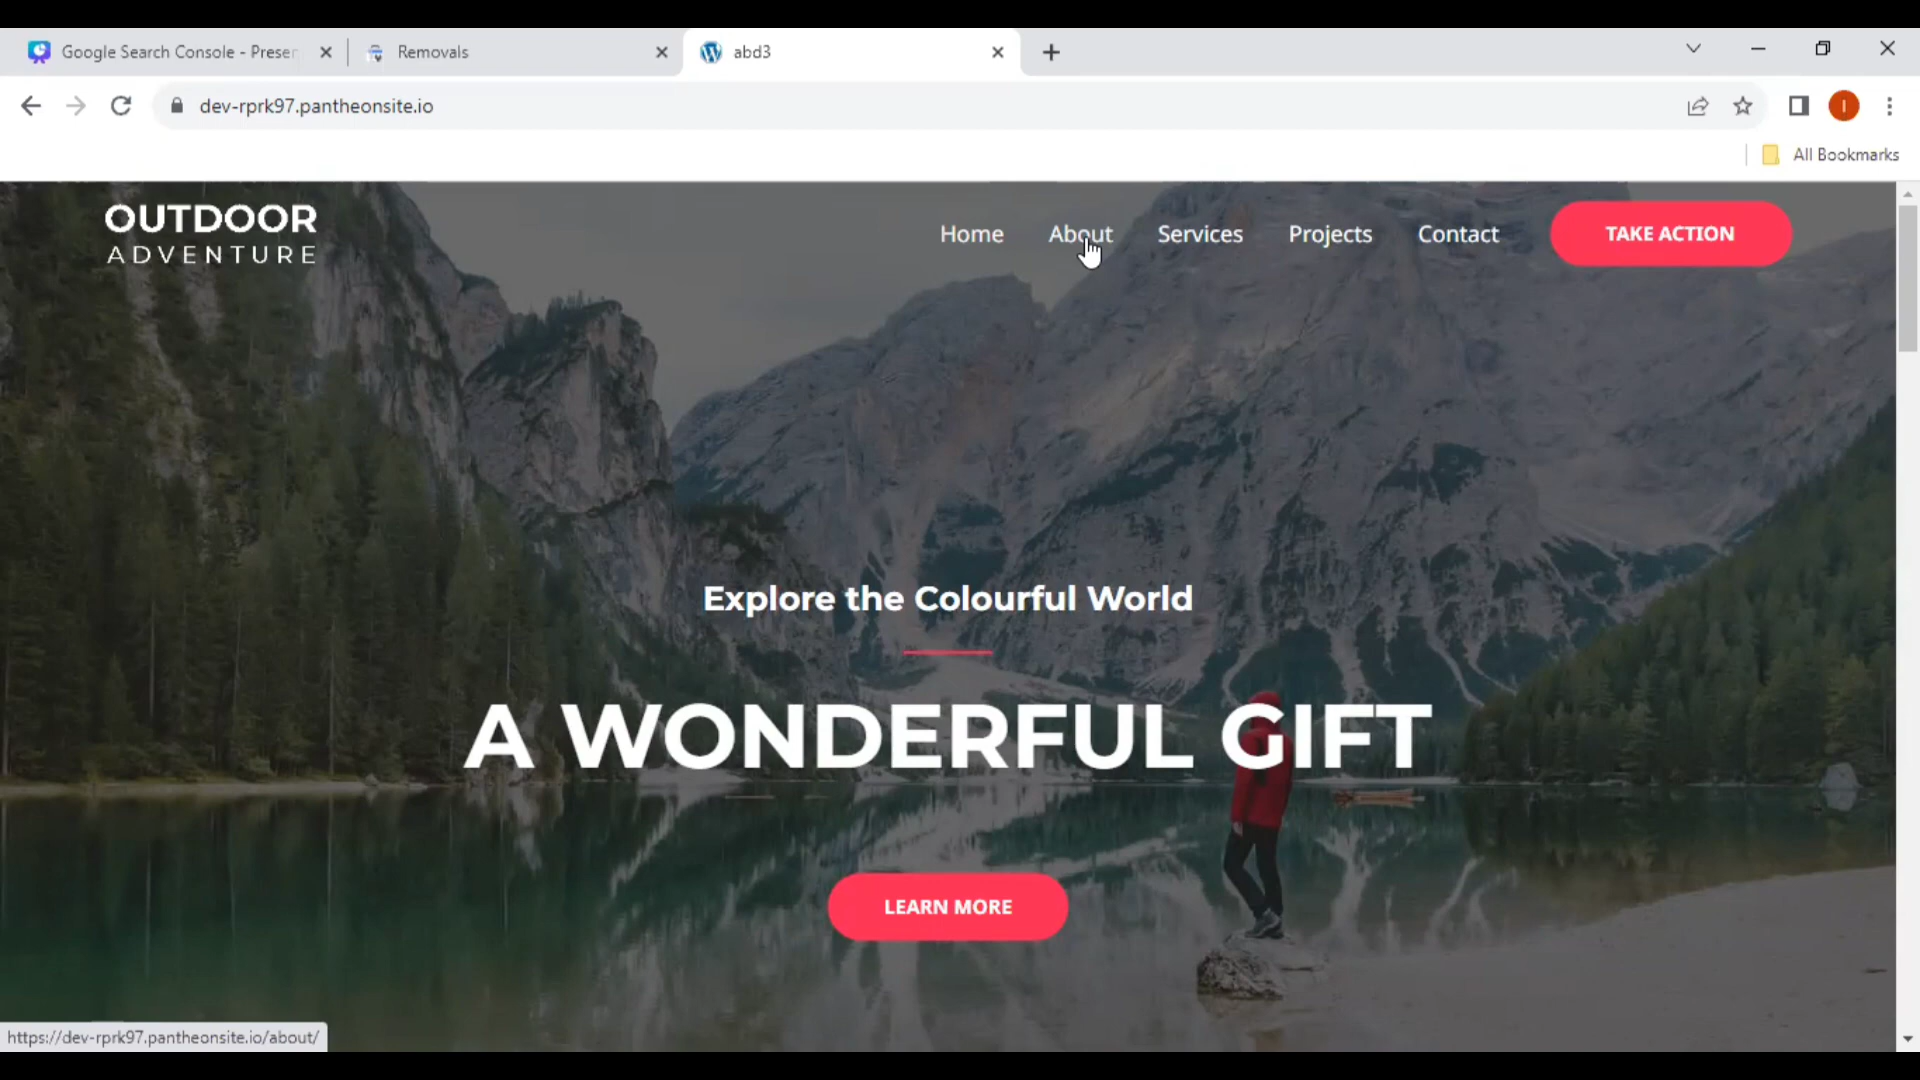 Google Search Console - Presen
Removals
abd3
dev-rprk97.pantheonsite.io
All Bookmarks
OUTDOOR
ADVENTURE
Home
About
Services
Projects
Contact
TAKE ACTION
Explore the Colourful World
A WONDERFUL GIFT
LEARN MORE
https://dev-rprk97.pantheonsite.io/about/
I